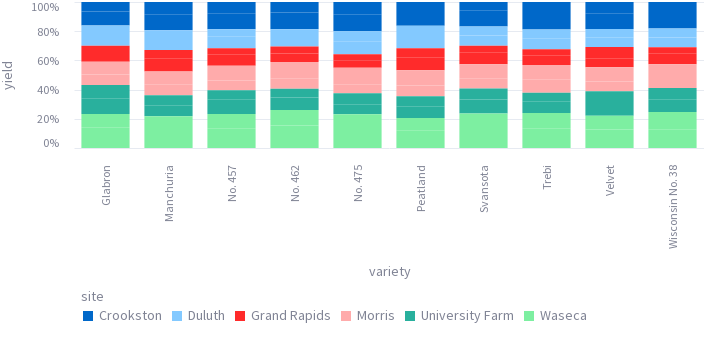 100%
80%
60%
40%
20%
0%
yield
Glabron
Manchuria
No. 457
No. 462
No. 475
Peatland
Svansota
Trebi
Velvet
Wisconsin No. 38
variety
site
Crookston Duluth Grand Rapids Morris University Farm Waseca